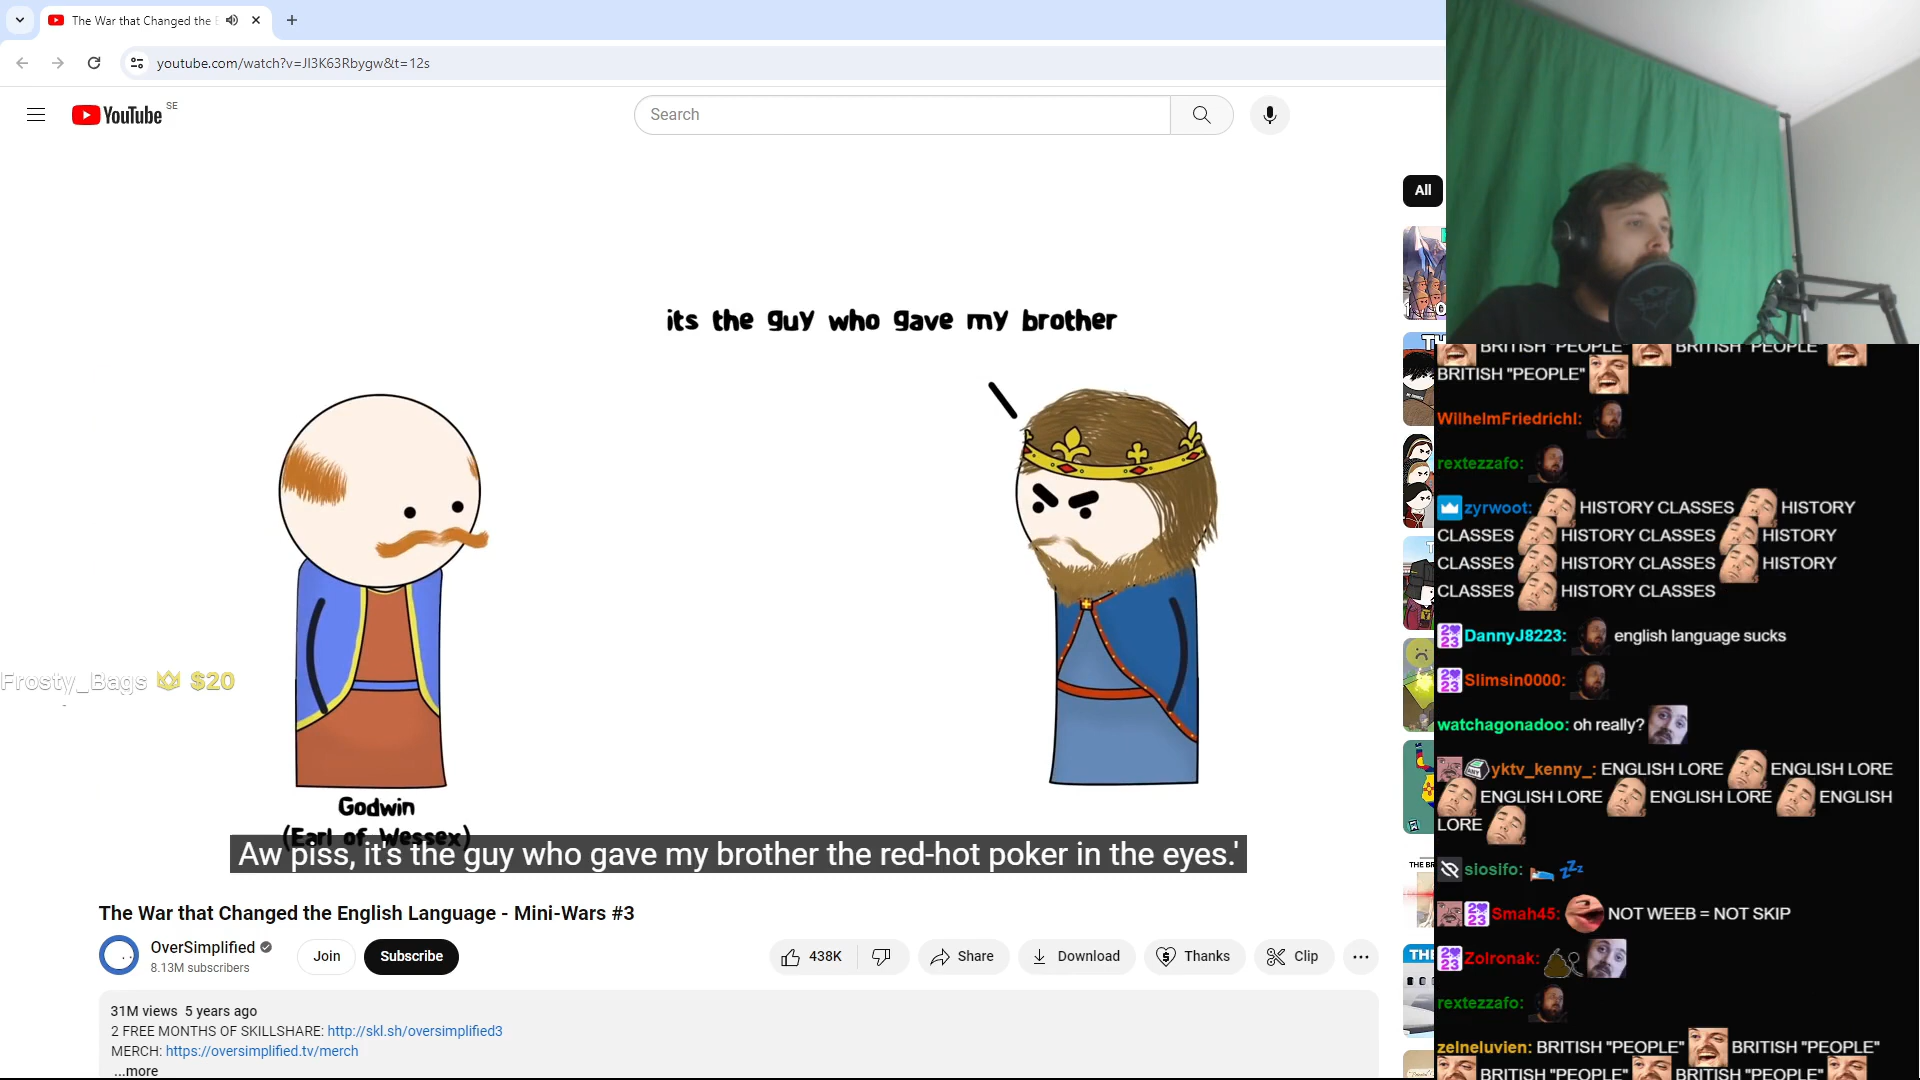 The War that Changed the E
youtube.com/watch?v=JI3K63Rbygw&t=12s
YouTube SE
Search
All
its the guy who gave my brother
Godwin
(Earl of Wessex)
Aw piss, it's the guy who gave my brother the red-hot poker in the eyes.'
Frosty_Bags $20
The War that Changed the English Language - Mini-Wars #3
OverSimplified
8.13M subscribers
Join
Subscribe
438K
Share
Download
Thanks
Clip
31M views 5 years ago
2 FREE MONTHS OF SKILLSHARE: http://skl.sh/oversimplified3
MERCH: https://oversimplified.tv/merch
...more
BRITISH "PEOPLE" BRITISH "PEOPLE"
BRITISH "PEOPLE"
WilhelmFriedrichI:
rextezzafo:
zyrwoot: HISTORY CLASSES HISTORY
CLASSES HISTORY CLASSES HISTORY
CLASSES HISTORY CLASSES HISTORY
CLASSES HISTORY CLASSES
DannyJ8223: english language sucks
Slimsin0000:
watchagonadoo: oh really?
yktv_kenny_: ENGLISH LORE ENGLISH LORE
ENGLISH LORE ENGLISH LORE ENGLISH
LORE
siosifo:
Smah45: NOT WEEB = NOT SKIP
Zolronak:
rextezzafo:
zelneluvien: BRITISH "PEOPLE" BRITISH "PEOPLE"
BRITISH "PEOPLE" BRITISH "PEOPLE"